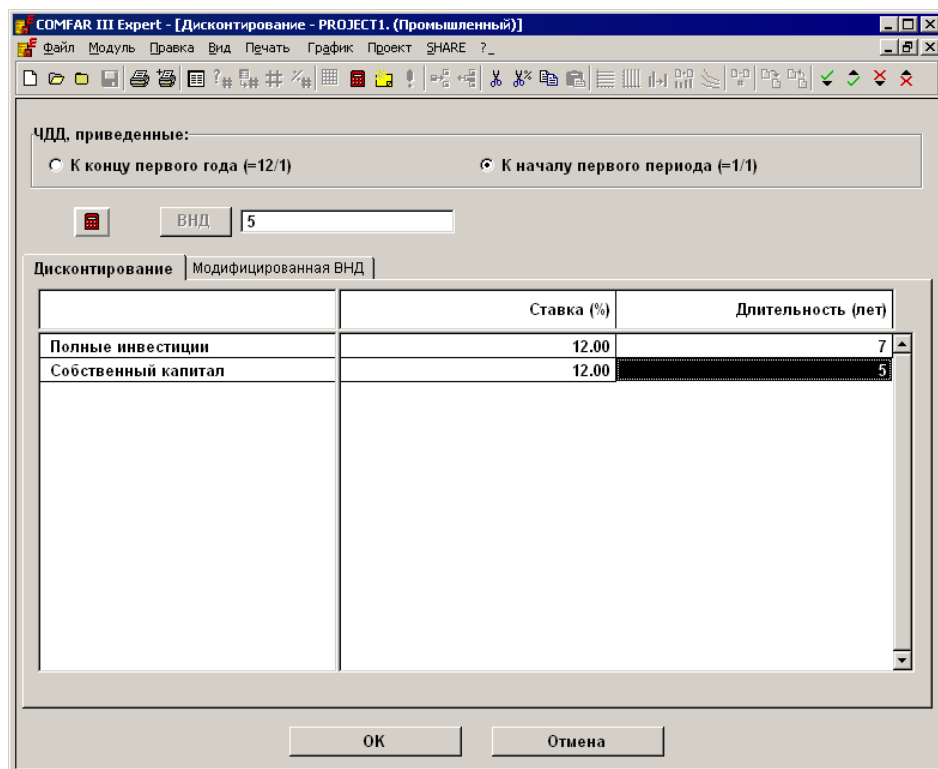 COMFAR III Expert - [Дисконтирование - PROJECT1. (Промышленный)]
Файл Модуль Правка Вид Печать График Проект SHARE ?_
ЧДД, приведенные:
К концу первого года (=12/1)
К началу первого периода (=1/1)
ВНД 5
Дисконтирование Модифицированная ВНД
Ставка (%) Длительность (лет)
Полные инвестиции 12.00 7
Собственный капитал 12.00 5
OK Отмена